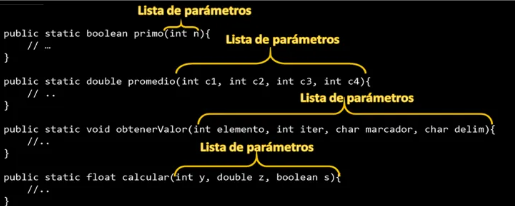 Lista de parámetros
public static boolean primo(int n){
// …
}
Lista de parámetros
public static double promedio(int c1, int c2, int c3, int c4){
// ..
}
Lista de parámetros
public static void obtenerValor(int elemento, int iter, char marcador, char delim){
//..
}
Lista de parámetros
public static float calcular(int y, double z, boolean s){
//..
}